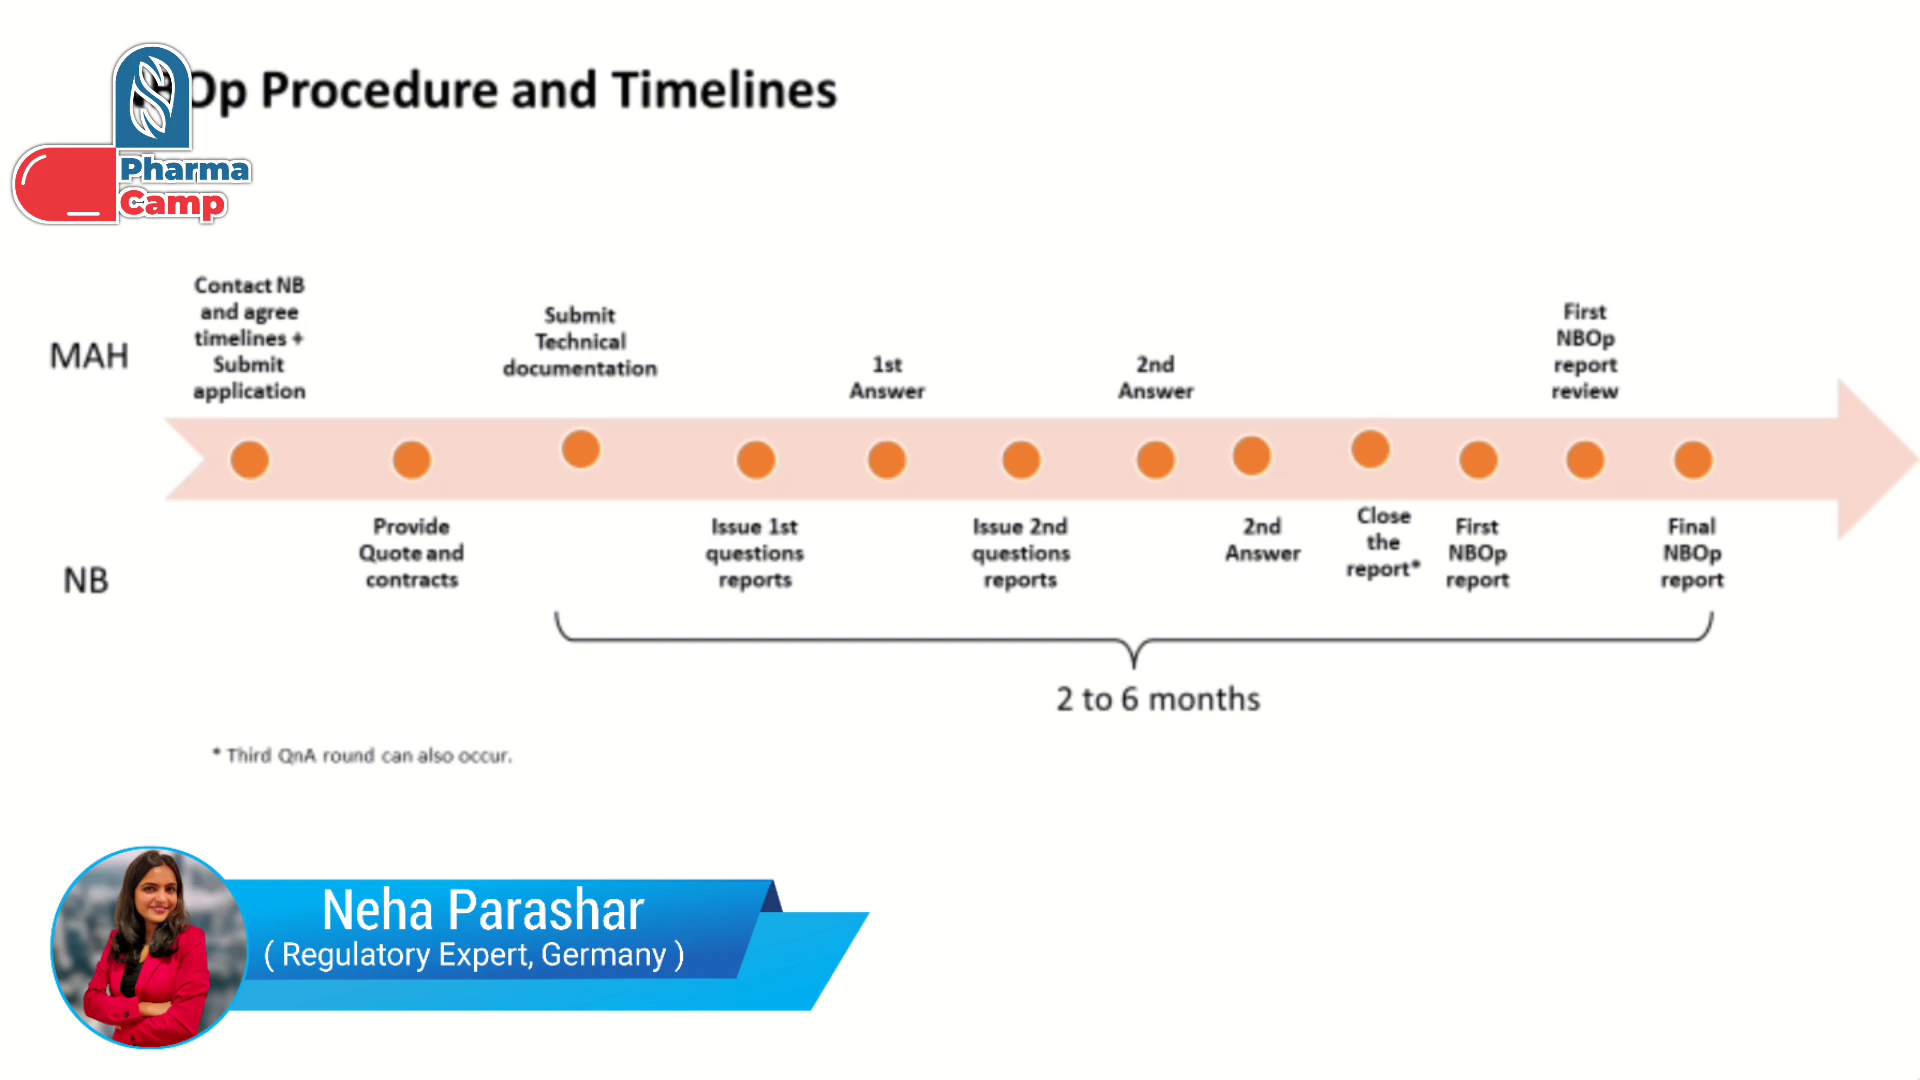 Op Procedure and Timelines
Pharma
Camp
MAH
Contact NB
and agree
timelines +
Submit
application
Submit
Technical
documentation
1st
Answer
2nd
Answer
First
NBOp
report
review
NB
Provide
Quote and
contracts
Issue 1st
questions
reports
Issue 2nd
questions
reports
2nd
Answer
Close
the
report*
First
NBOp
report
Final
NBOp
report
2 to 6 months
* Third QnA round can also occur.
Neha Parashar
( Regulatory Expert, Germany )